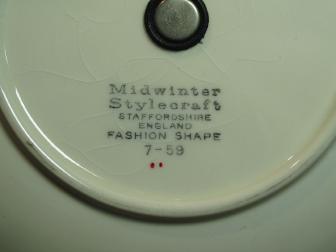 Midwinter
Stylecraft
STAFFORDSHIRE
ENGLAND
FASHION SHAPE
7-59